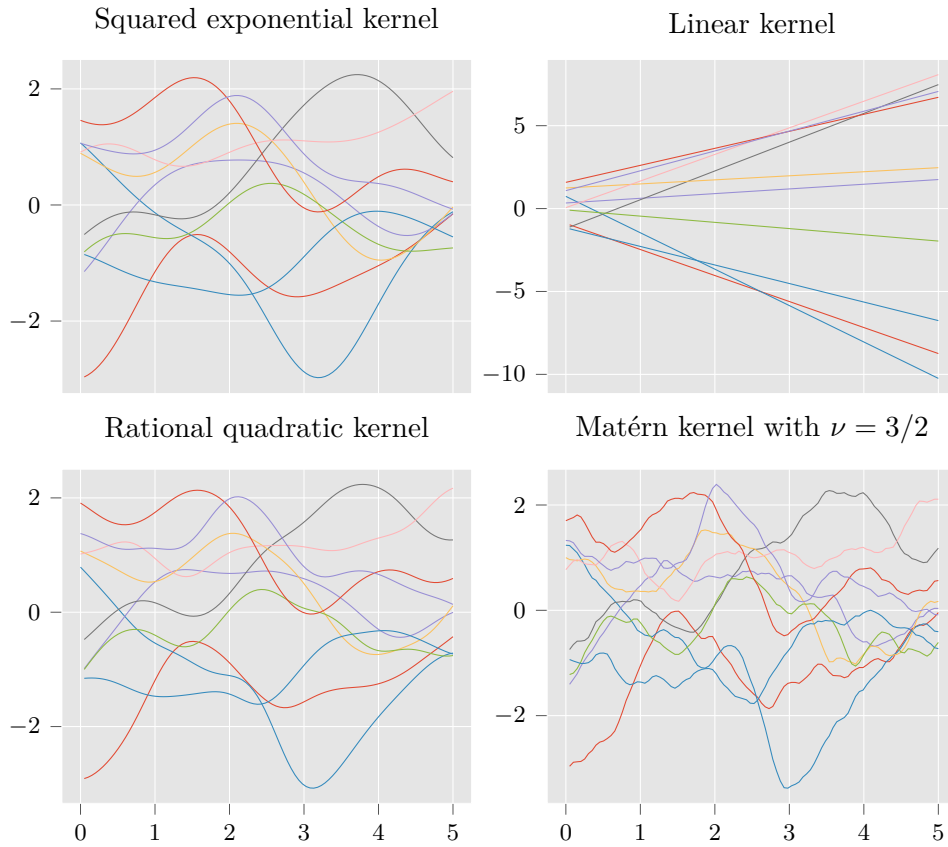 Squared exponential kernel
2
0
−2
Linear kernel
5
0
−5
−10
Rational quadratic kernel
2
0
−2
0 1 2 3 4 5
Matérn kernel with ν = 3/2
2
0
−2
0 1 2 3 4 5